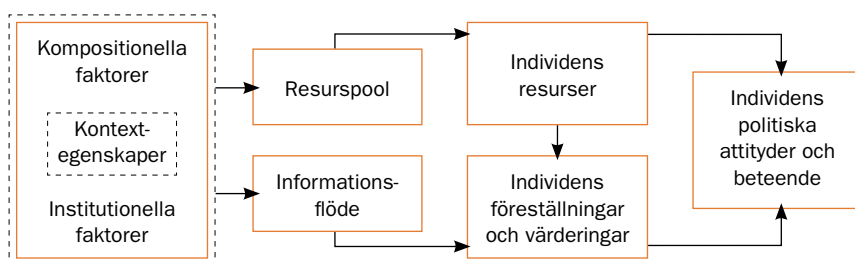 Kompositionella
faktorer
Kontext-
egenskaper
Institutionella
faktorer
Resurspool
Informations-
flöde
Individens
resurser
Individens
föreställningar
och värderingar
Individens
politiska
attityder och
beteende